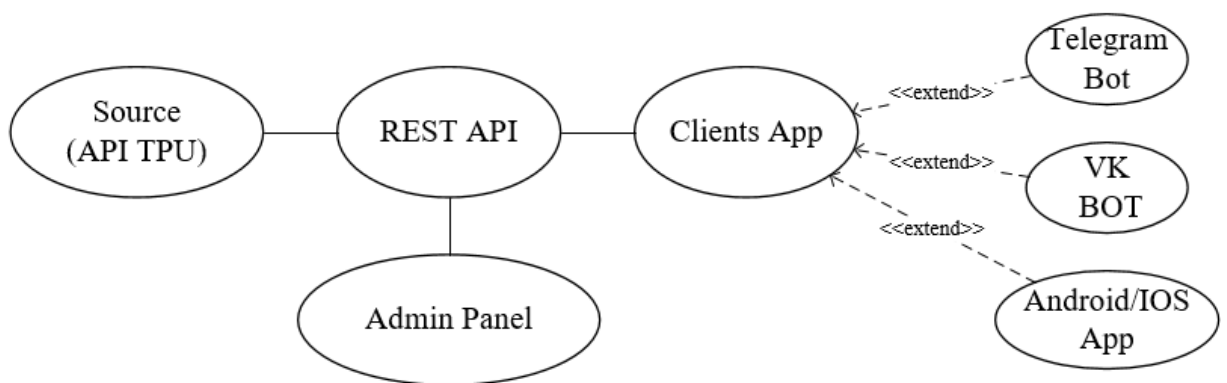 Source
(API TPU)
REST API
Clients App
Admin Panel
<<extend>>
Telegram
Bot
<<extend>>
VK
BOT
<<extend>>
Android/IOS
App